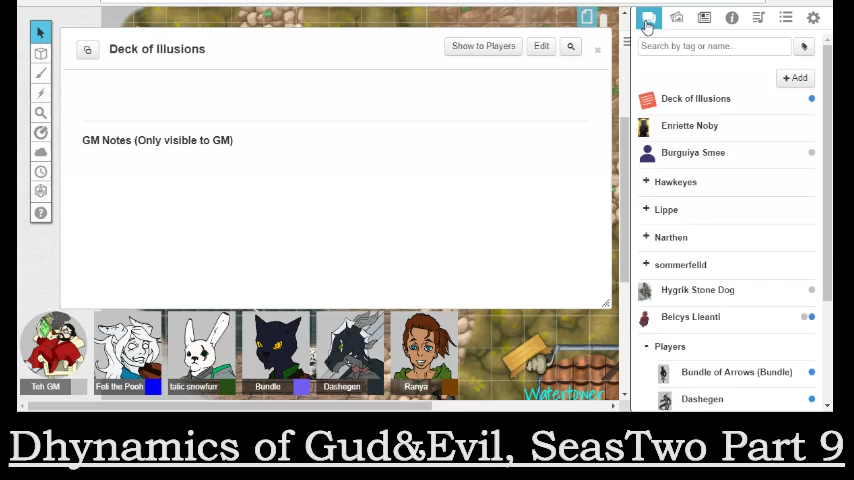 Deck of Illusions
Show to Players
Edit
GM Notes (Only visible to GM)
Search by tag or name...
+ Add
Deck of Illusions
Enriette Noby
Burguiya Smee
+ Hawkeyes
+ Lippe
+ Narthen
+ sommerfelld
Hygrik Stone Dog
Belcys Lleanti
- Players
Bundle of Arrows (Bundle)
Dashegen
Teh GM
Feli the Pooh
talic snowfurr
Bundle
Dashegen
Ranya
Watertower
Dhynamics of Gud&Evil, SeasTwo Part 9